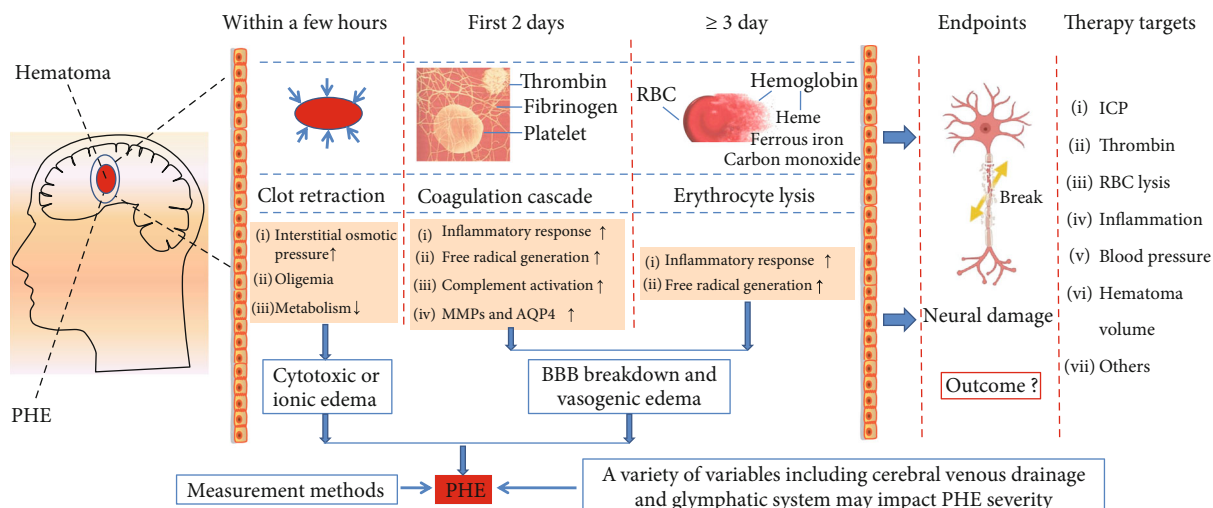 Within a few hours
First 2 days
≥ 3 day
Endpoints
Therapy targets
Hematoma
PHE
Thrombin
Fibrinogen
Platelet
RBC
Hemoglobin
Heme
Ferrous iron
Carbon monoxide
Clot retraction
Coagulation cascade
Erythrocyte lysis
(i) Interstitial osmotic
pressure↑
(ii) Oligemia
(iii) Metabolism↓
(i) Inflammatory response ↑
(ii) Free radical generation ↑
(iii) Complement activation ↑
(iv) MMPs and AQP4 ↑
(i) Inflammatory response ↑
(ii) Free radical generation ↑
Cytotoxic or
ionic edema
BBB breakdown and
vasogenic edema
Measurement methods
PHE
A variety of variables including cerebral venous drainage
and glymphatic system may impact PHE severity
Break
Neural damage
Outcome ?
(i) ICP
(ii) Thrombin
(iii) RBC lysis
(iv) Inflammation
(v) Blood pressure
(vi) Hematoma
volume
(vii) Others